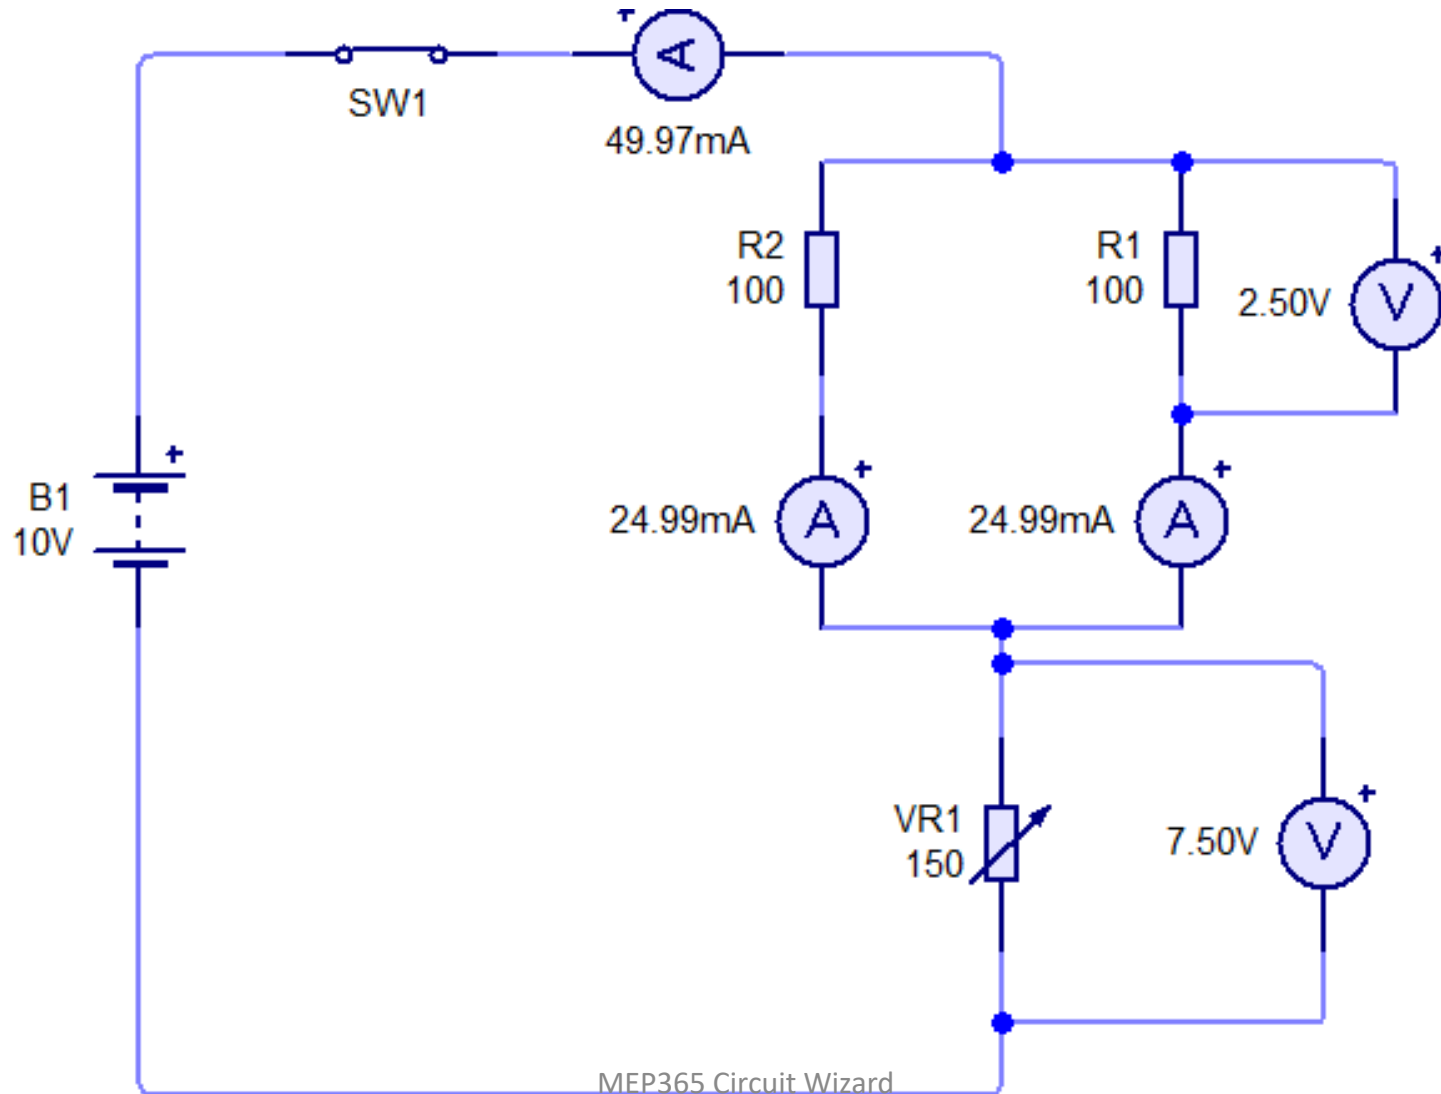 SW1
A
49.97mA
R2
100
R1
100
2.50V
V
B1
10V
24.99mA
A
24.99mA
A
VR1
150
7.50V
V
MEP365 Circuit Wizard